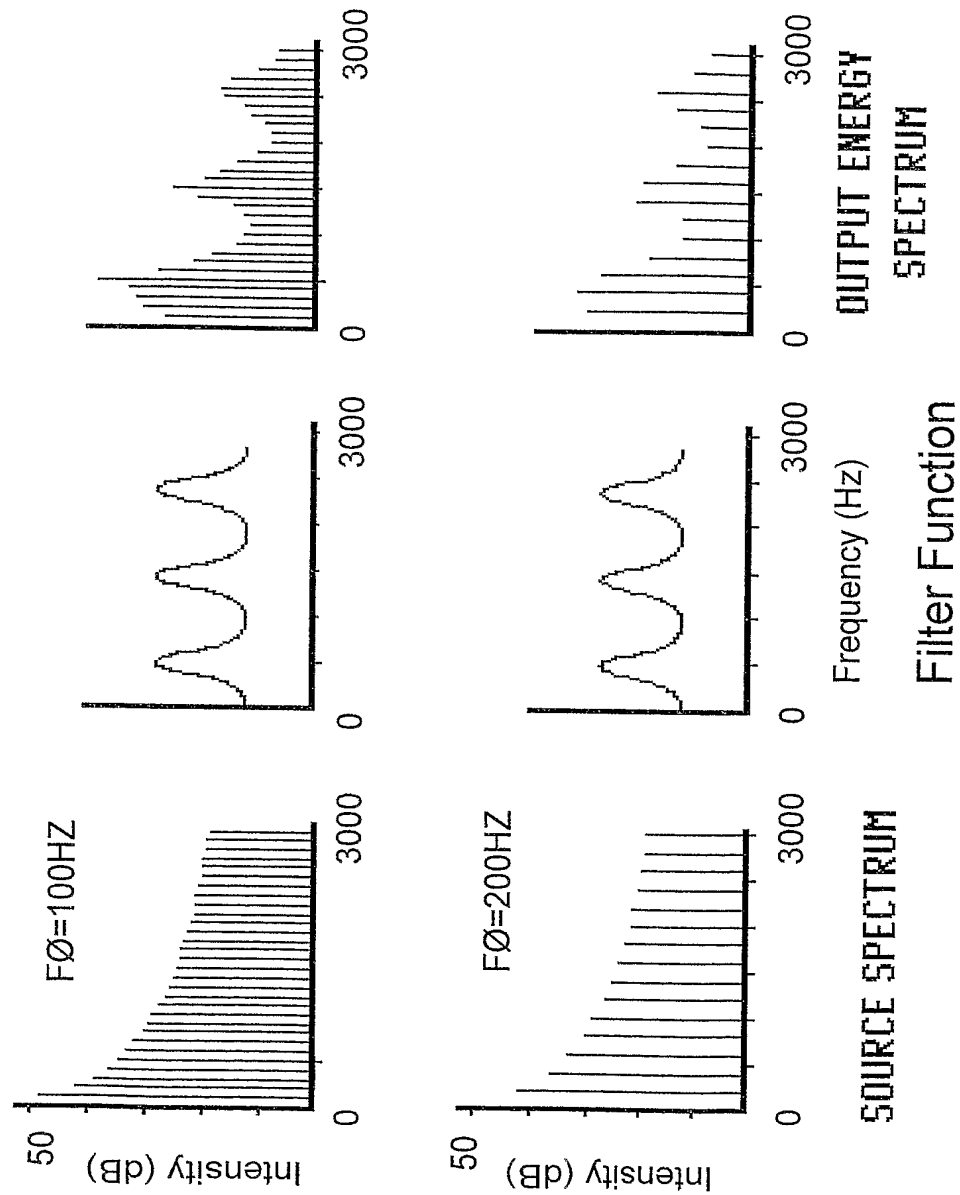 50
FØ=100HZ
Intensity (dB)
0 3000
0 3000
0 3000
50
FØ=200HZ
Intensity (dB)
0 3000
0 3000
0 3000
SOURCE SPECTRUM
Frequency (Hz)
Filter Function
OUTPUT ENERGY
SPECTRUM